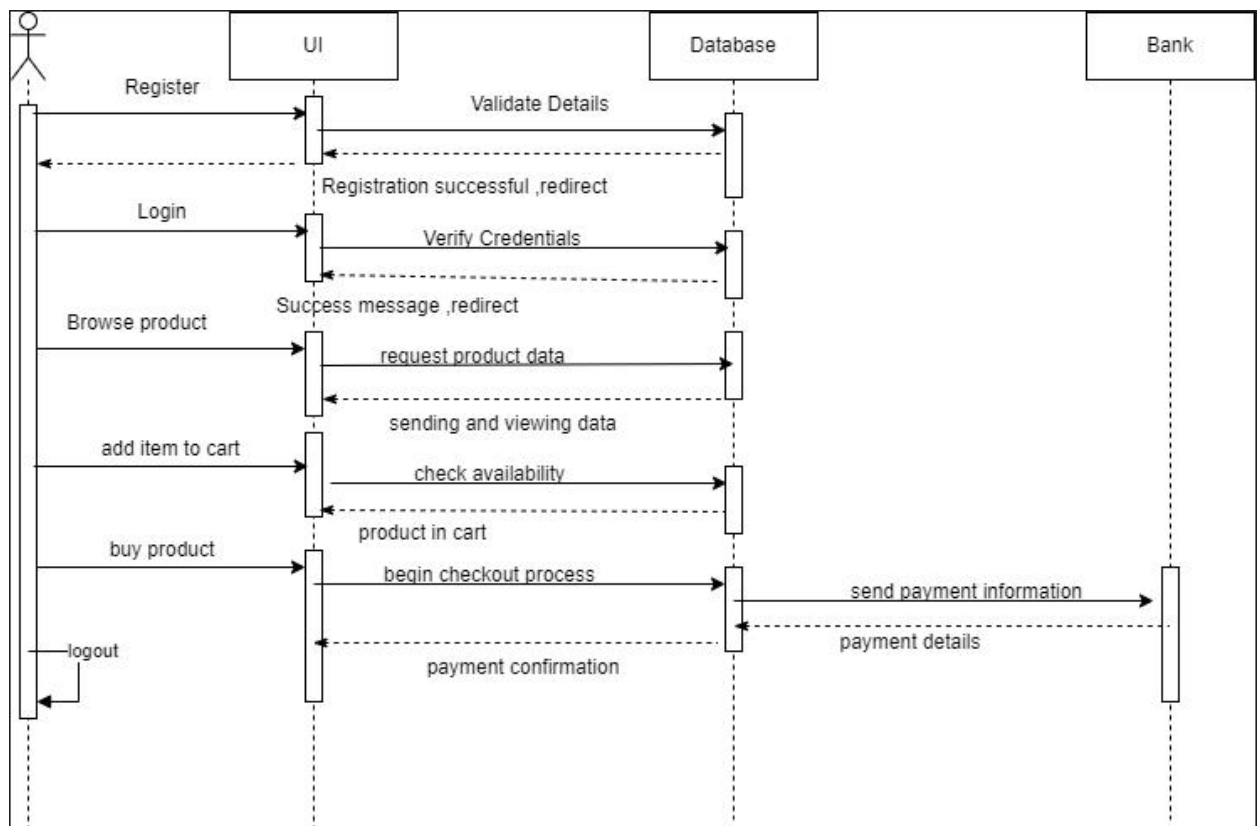 UI
Database
Bank
Register
Validate Details
Registration successful ,redirect
Login
Verify Credentials
Success message ,redirect
Browse product
request product data
sending and viewing data
add item to cart
check availability
product in cart
buy product
begin checkout process
send payment information
payment details
logout
payment confirmation